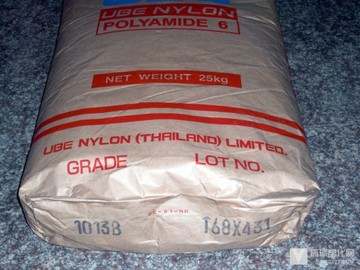 UBE NYLON
POLYAMIDE 6
NET WEIGHT 25kg
UBE NYLON (THAILAND) LIMITED.
GRADE LOT NO.
1013B T68X431